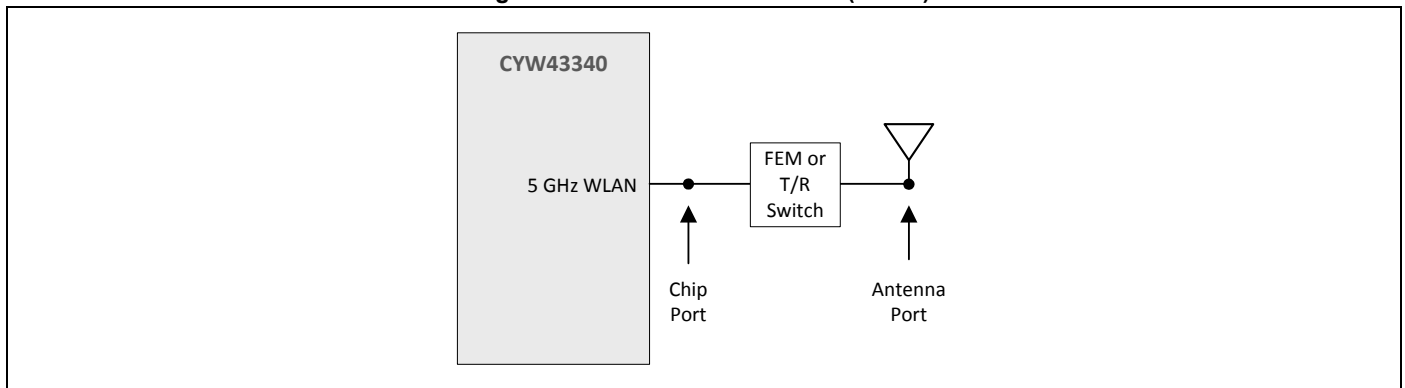 CYW43340
5 GHz WLAN
FEM or
T/R
Switch
Chip
Port
Antenna
Port